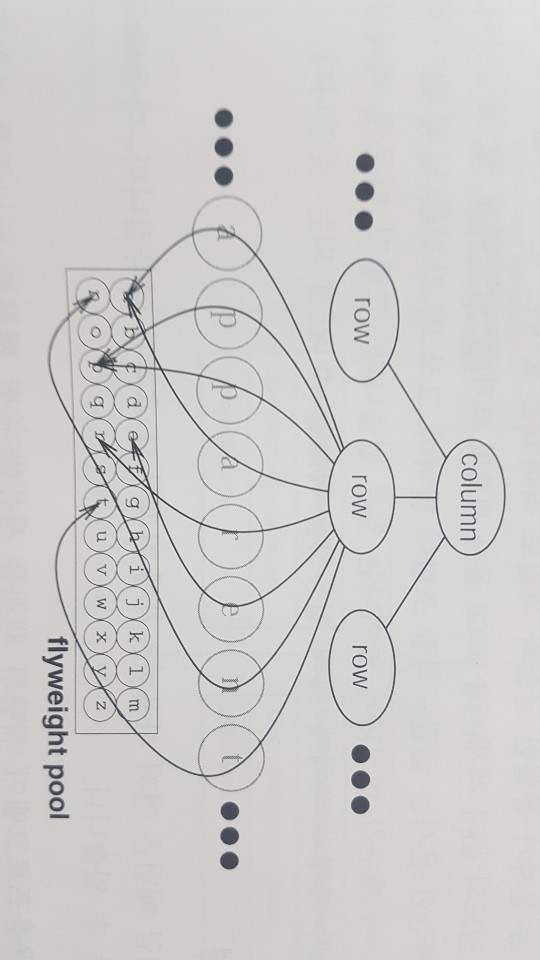 column
row row row
a p p a r e n t
a b c d e f g h i j k l m
n o p q r s t u v w x y z
flyweight pool